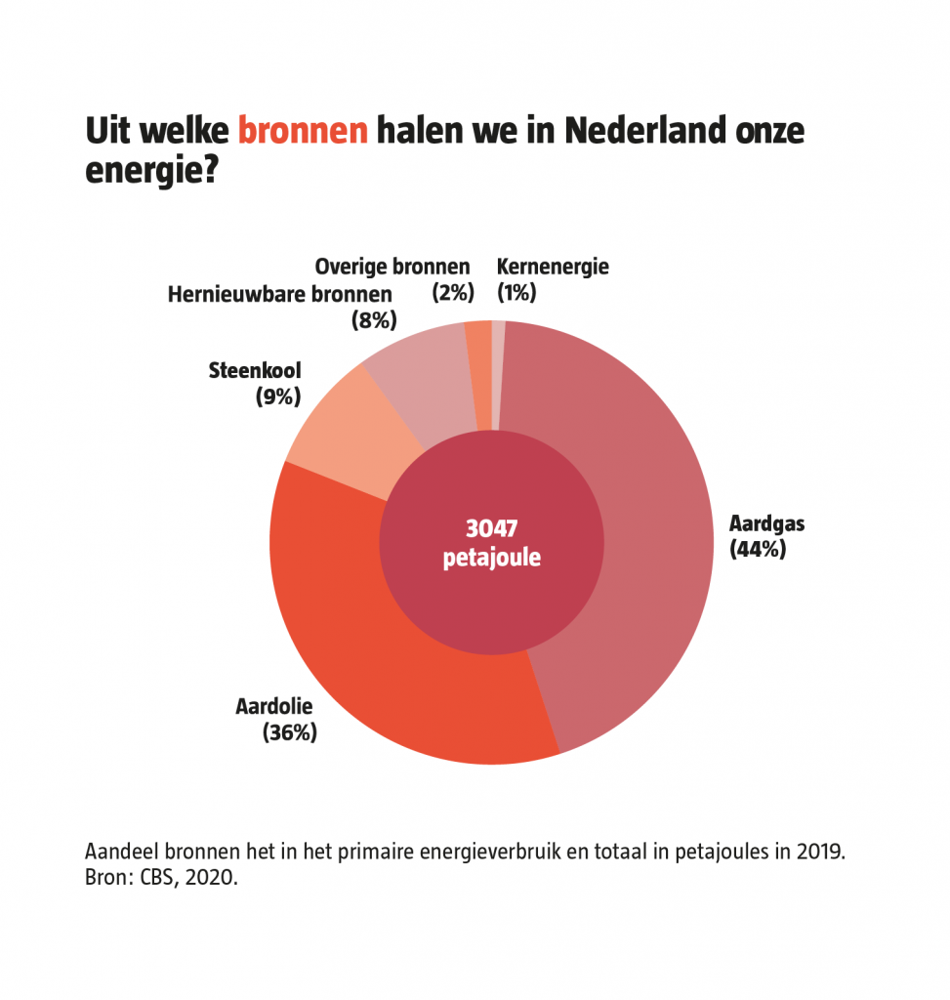 Uit welke bronnen halen we in Nederland onze
energie?
Overige bronnen
(2%)
Kernenergie
(1%)
Hernieuwbare bronnen
(8%)
Steenkool
(9%)
3047
petajoule
Aardgas
(44%)
Aardolie
(36%)
Aandeel bronnen het in het primaire energieverbruik en totaal in petajoules in 2019.
Bron: CBS, 2020.